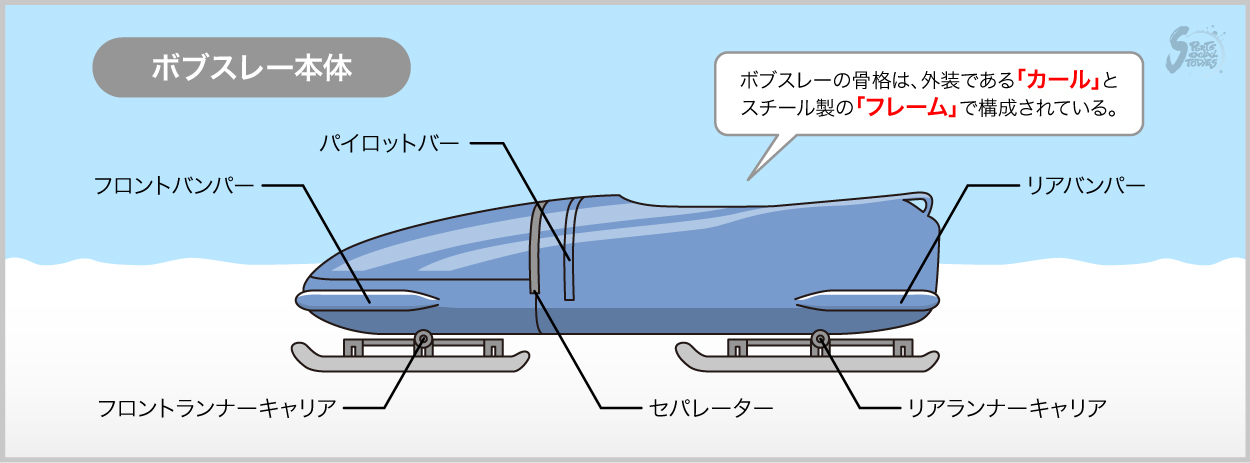 ボブスレー本体
SPORTS SOCIAL STUDIES
ボブスレーの骨格は、外装である「カール」と
スチール製の「フレーム」で構成されている。
パイロットバー
フロントバンパー
リアバンパー
フロントランナーキャリア
セパレーター
リアランナーキャリア